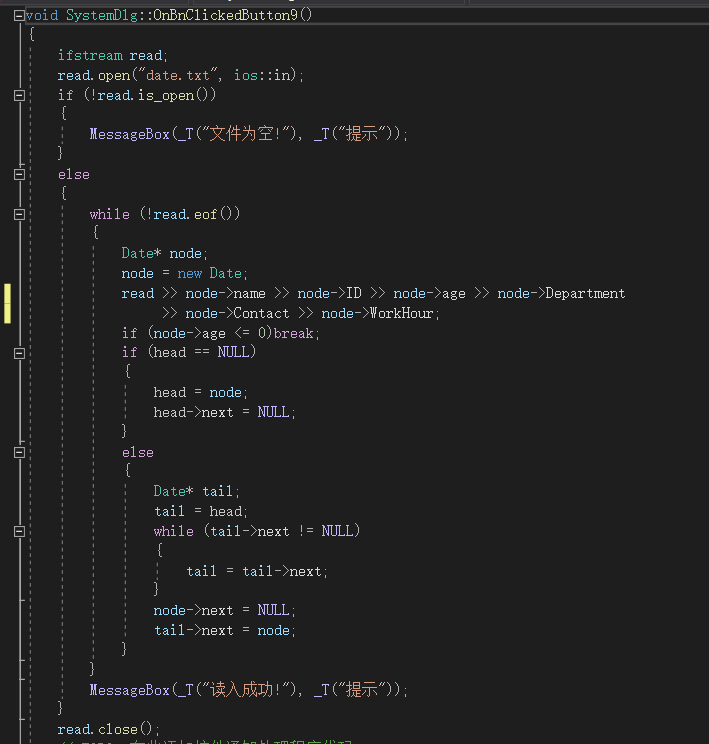 void SystemDlg::OnBnClickedButton9()
{
ifstream read;
read.open("date.txt", ios::in);
if (!read.is_open())
{
MessageBox(_T("文件为空!"), _T("提示"));
}
else
{
while (!read.eof())
{
Date* node;
node = new Date;
read >> node->name >> node->ID >> node->age >> node->Department
>> node->Contact >> node->WorkHour;
if (node->age <= 0)break;
if (head == NULL)
{
head = node;
head->next = NULL;
}
else
{
Date* tail;
tail = head;
while (tail->next != NULL)
{
tail = tail->next;
}
node->next = NULL;
tail->next = node;
}
}
MessageBox(_T("读入成功!"), _T("提示"));
}
read.close();